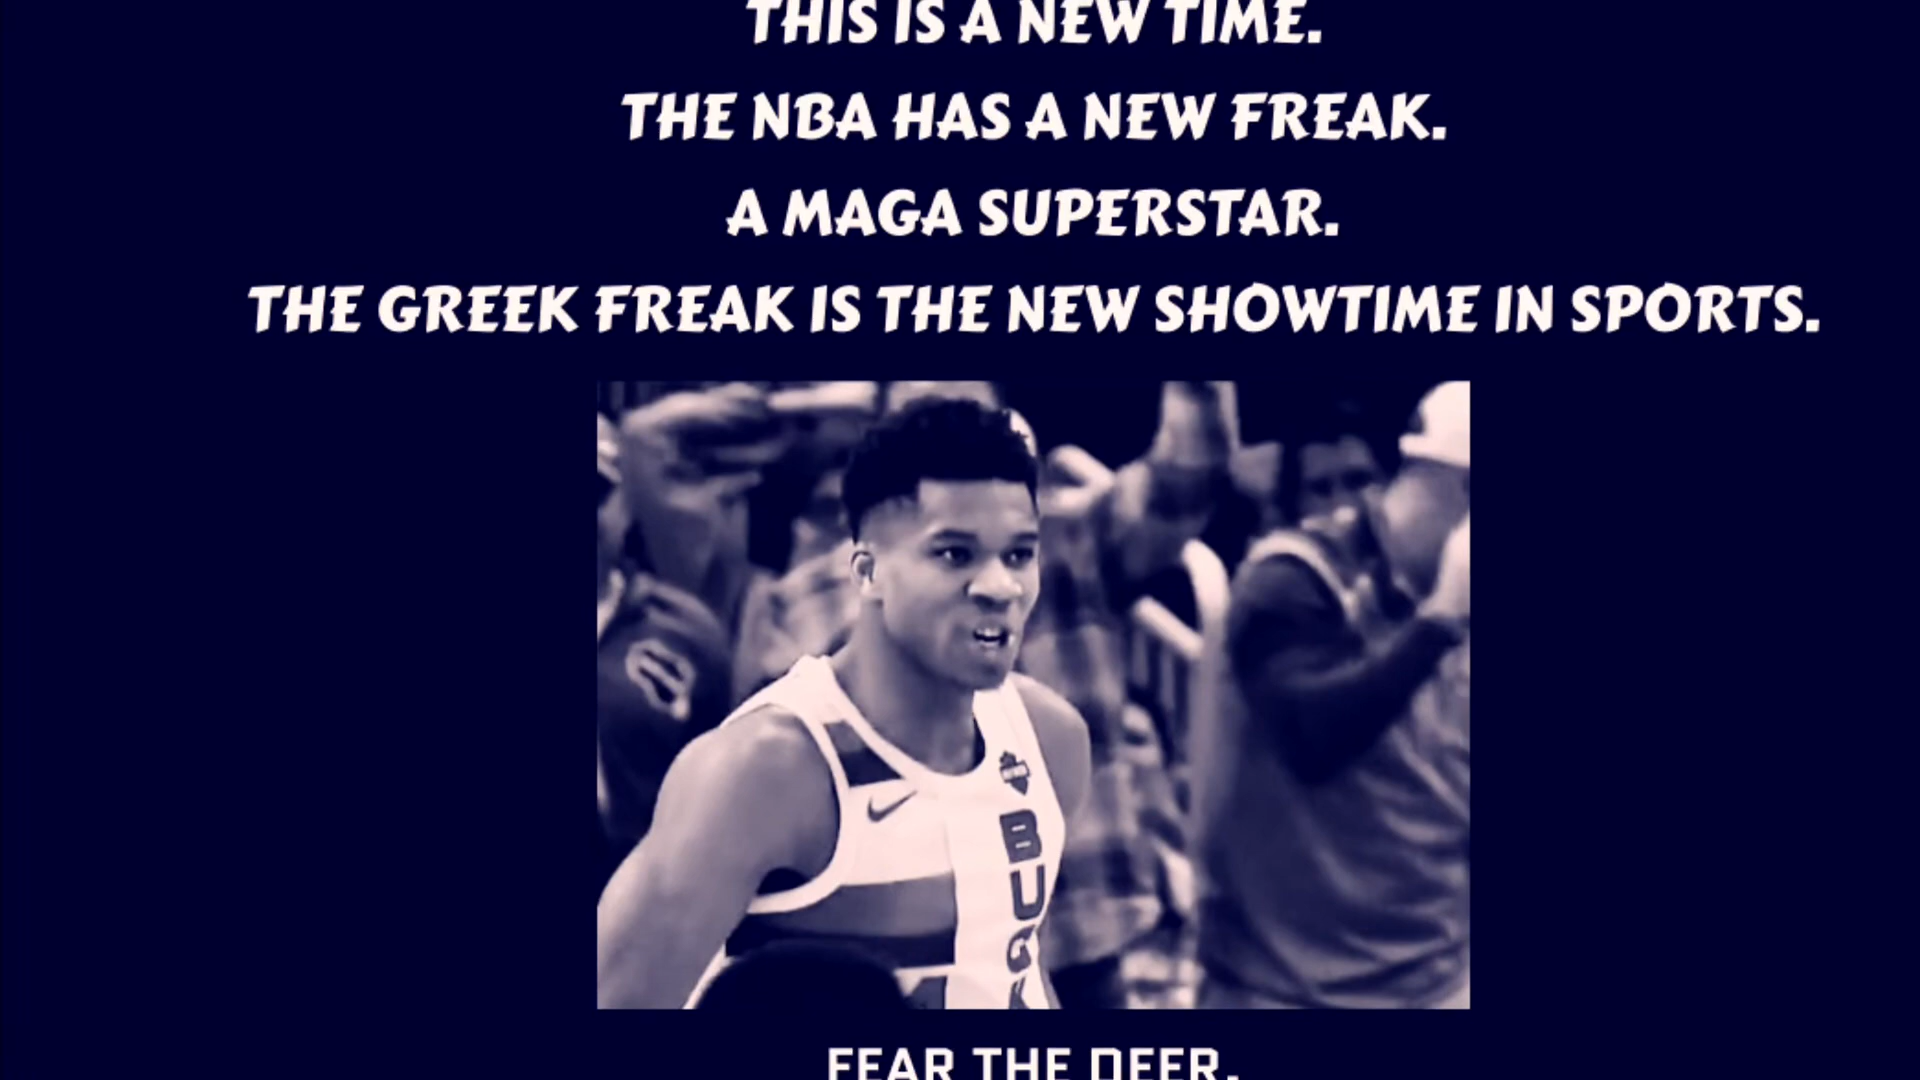 THIS IS A NEW TIME.
THE NBA HAS A NEW FREAK.
A MAGA SUPERSTAR.
THE GREEK FREAK IS THE NEW SHOWTIME IN SPORTS.
BUCK
FEAR THE DEER.